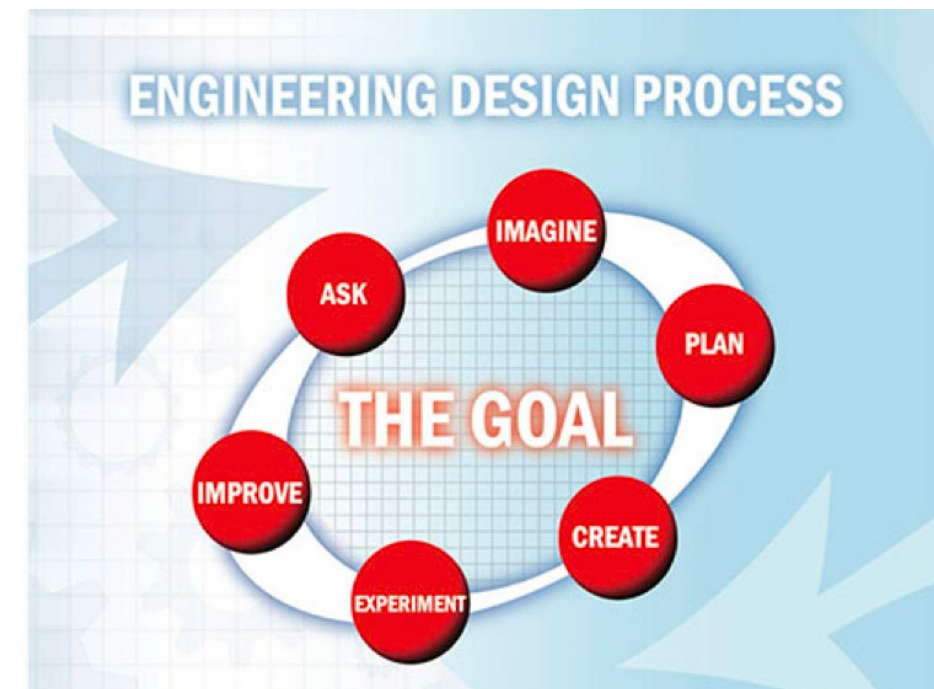 ENGINEERING DESIGN PROCESS
IMAGINE
ASK
PLAN
THE GOAL
IMPROVE
CREATE
EXPERIMENT